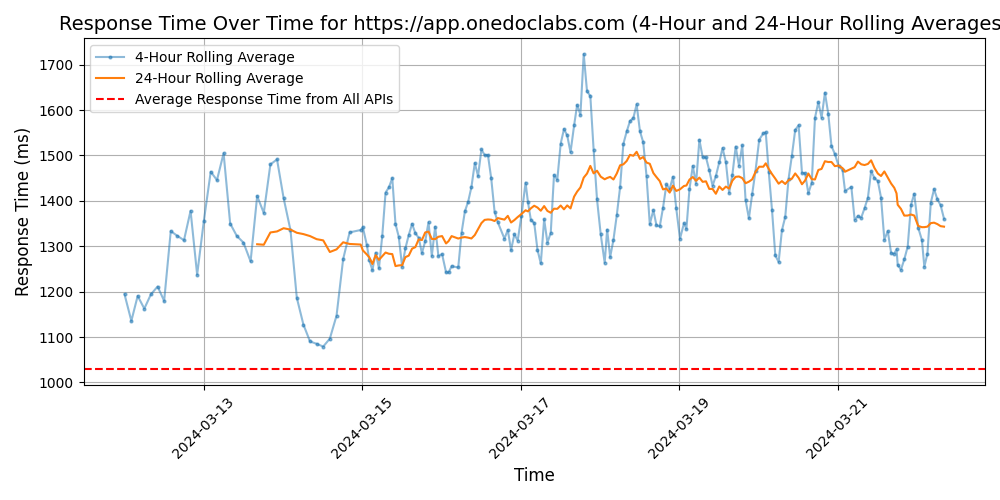 Response Time Over Time for https://app.onedoclabs.com (4-Hour and 24-Hour Rolling Averages
4-Hour Rolling Average
24-Hour Rolling Average
Average Response Time from All APIs
Response Time (ms)
1700
1600
1500
1400
1300
1200
1100
1000
2024-03-13
2024-03-15
2024-03-17
2024-03-19
2024-03-21
Time